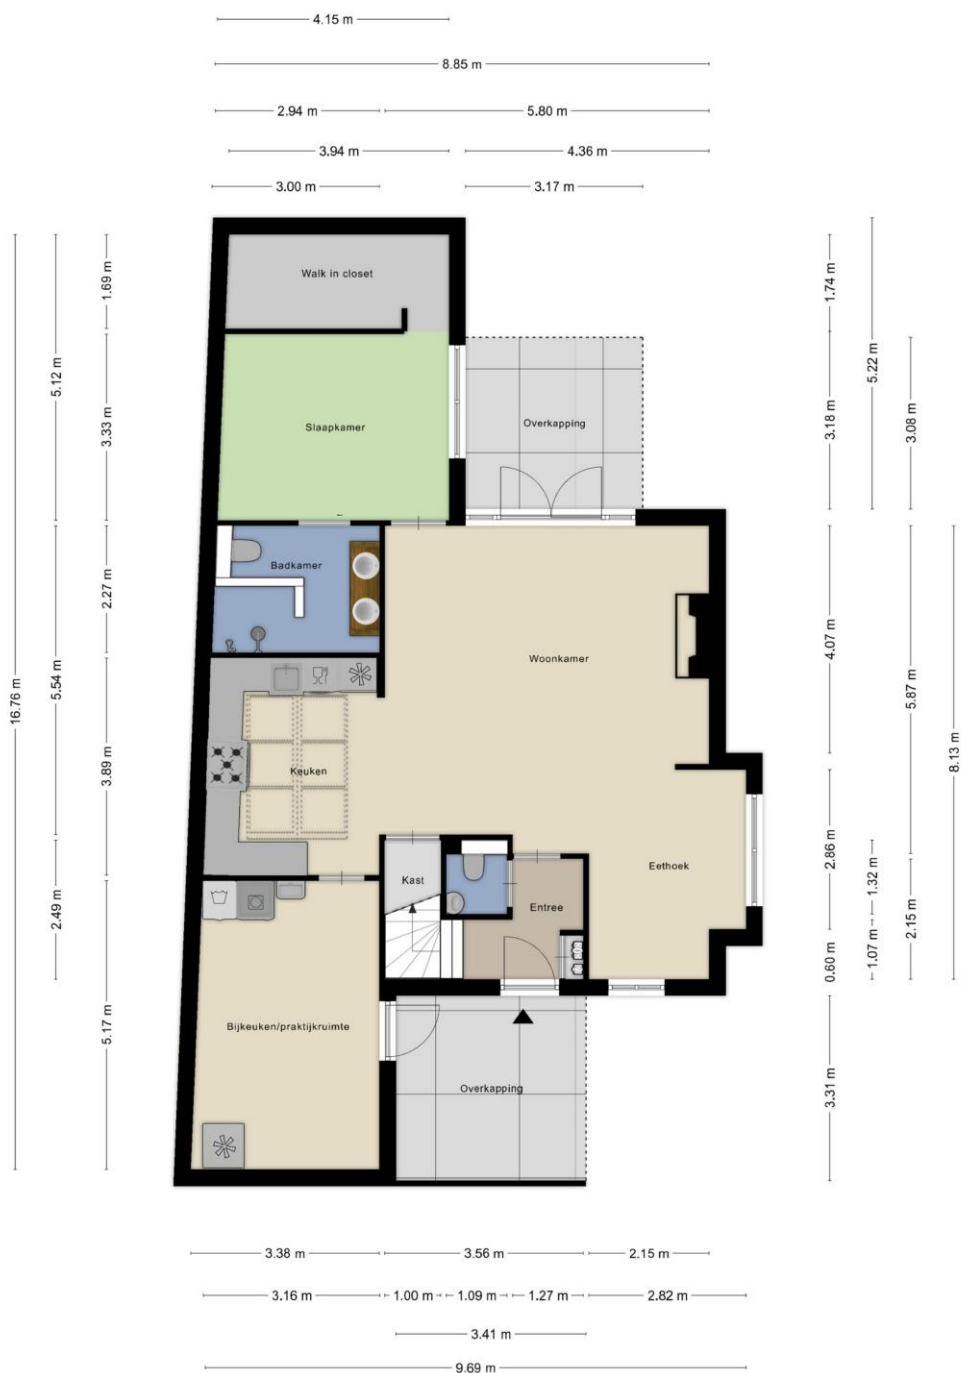 4.15 m
8.85 m
2.94 m
5.80 m
3.94 m
4.36 m
3.00 m
3.17 m
Walk in closet
Slaapkamer
Overkapping
Badkamer
Woonkamer
Keuken
Kast
Entree
Eethoek
Bijkeuken/praktijkruimte
Overkapping
16.76 m
5.12 m
5.54 m
2.49 m
1.69 m
3.33 m
2.27 m
3.89 m
5.17 m
1.74 m
3.18 m
4.07 m
2.86 m
0.60 m
3.31 m
5.22 m
1.32 m
1.07 m
3.08 m
5.87 m
2.15 m
8.13 m
3.38 m
3.56 m
2.15 m
3.16 m
1.00 m
1.09 m
1.27 m
2.82 m
3.41 m
9.69 m